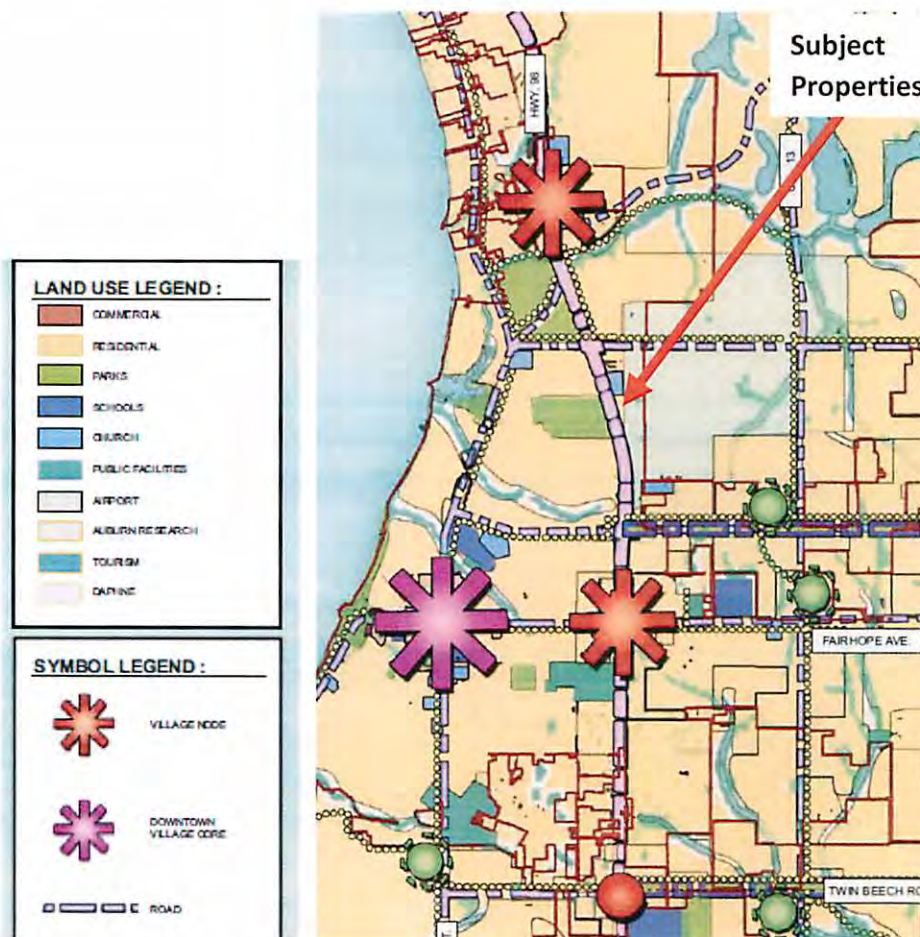 Subject
Properties
HWY. 98
13
LAND USE LEGEND :
COMMERCIAL
RESIDENTIAL
PARKS
SCHOOLS
CHURCH
PUBLIC FACILITIES
AIRPORT
AUBURN RESEARCH
TOURISM
DAPHNE
FAIRHOPE AVE.
SYMBOL LEGEND :
VILLAGE NODE
DOWNTOWN
VILLAGE CORE
TWIN BEECH RO
ROAD